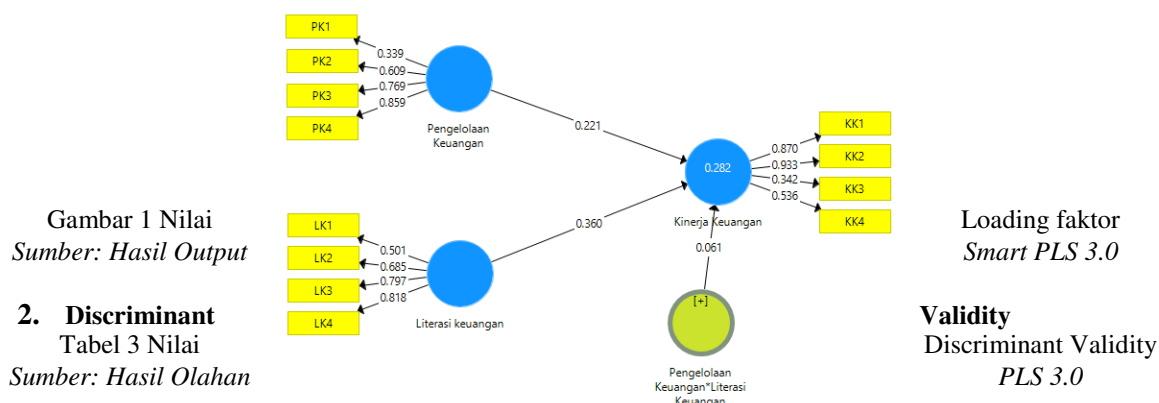 PK1
PK2
PK3
PK4
0.339
0.609
0.769
0.859
Pengelolaan
Keuangan
0.221
LK1
LK2
LK3
LK4
0.501
0.685
0.797
0.818
Literasi keuangan
0.360
0.282
Kinerja Keuangan
KK1
KK2
KK3
KK4
0.870
0.933
0.342
0.536
0.061
[+]
Pengelolaan
Keuangan*Literasi
Keuangan
Gambar 1 Nilai Loading faktor
Sumber: Hasil Output Smart PLS 3.0
2. Discriminant Validity
Tabel 3 Nilai Discriminant Validity
Sumber: Hasil Olahan PLS 3.0